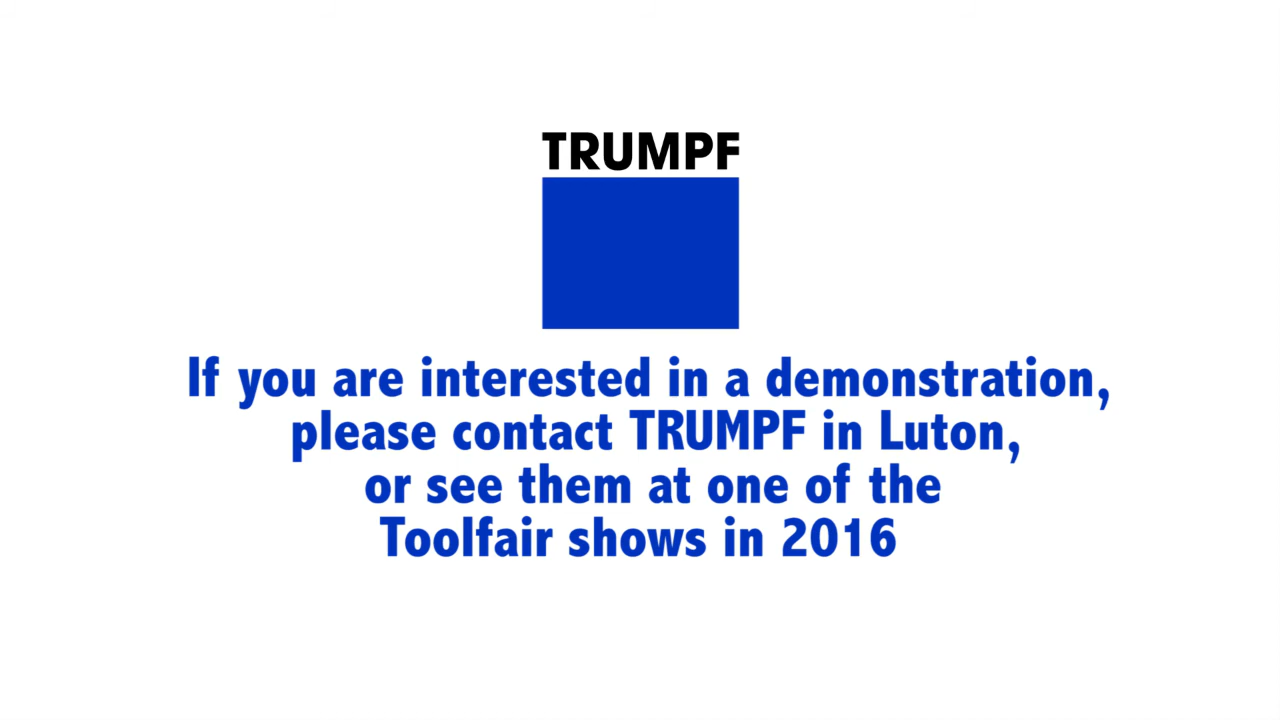 TRUMPF
If you are interested in a demonstration,
please contact TRUMPF in Luton,
or see them at one of the
Toolfair shows in 2016